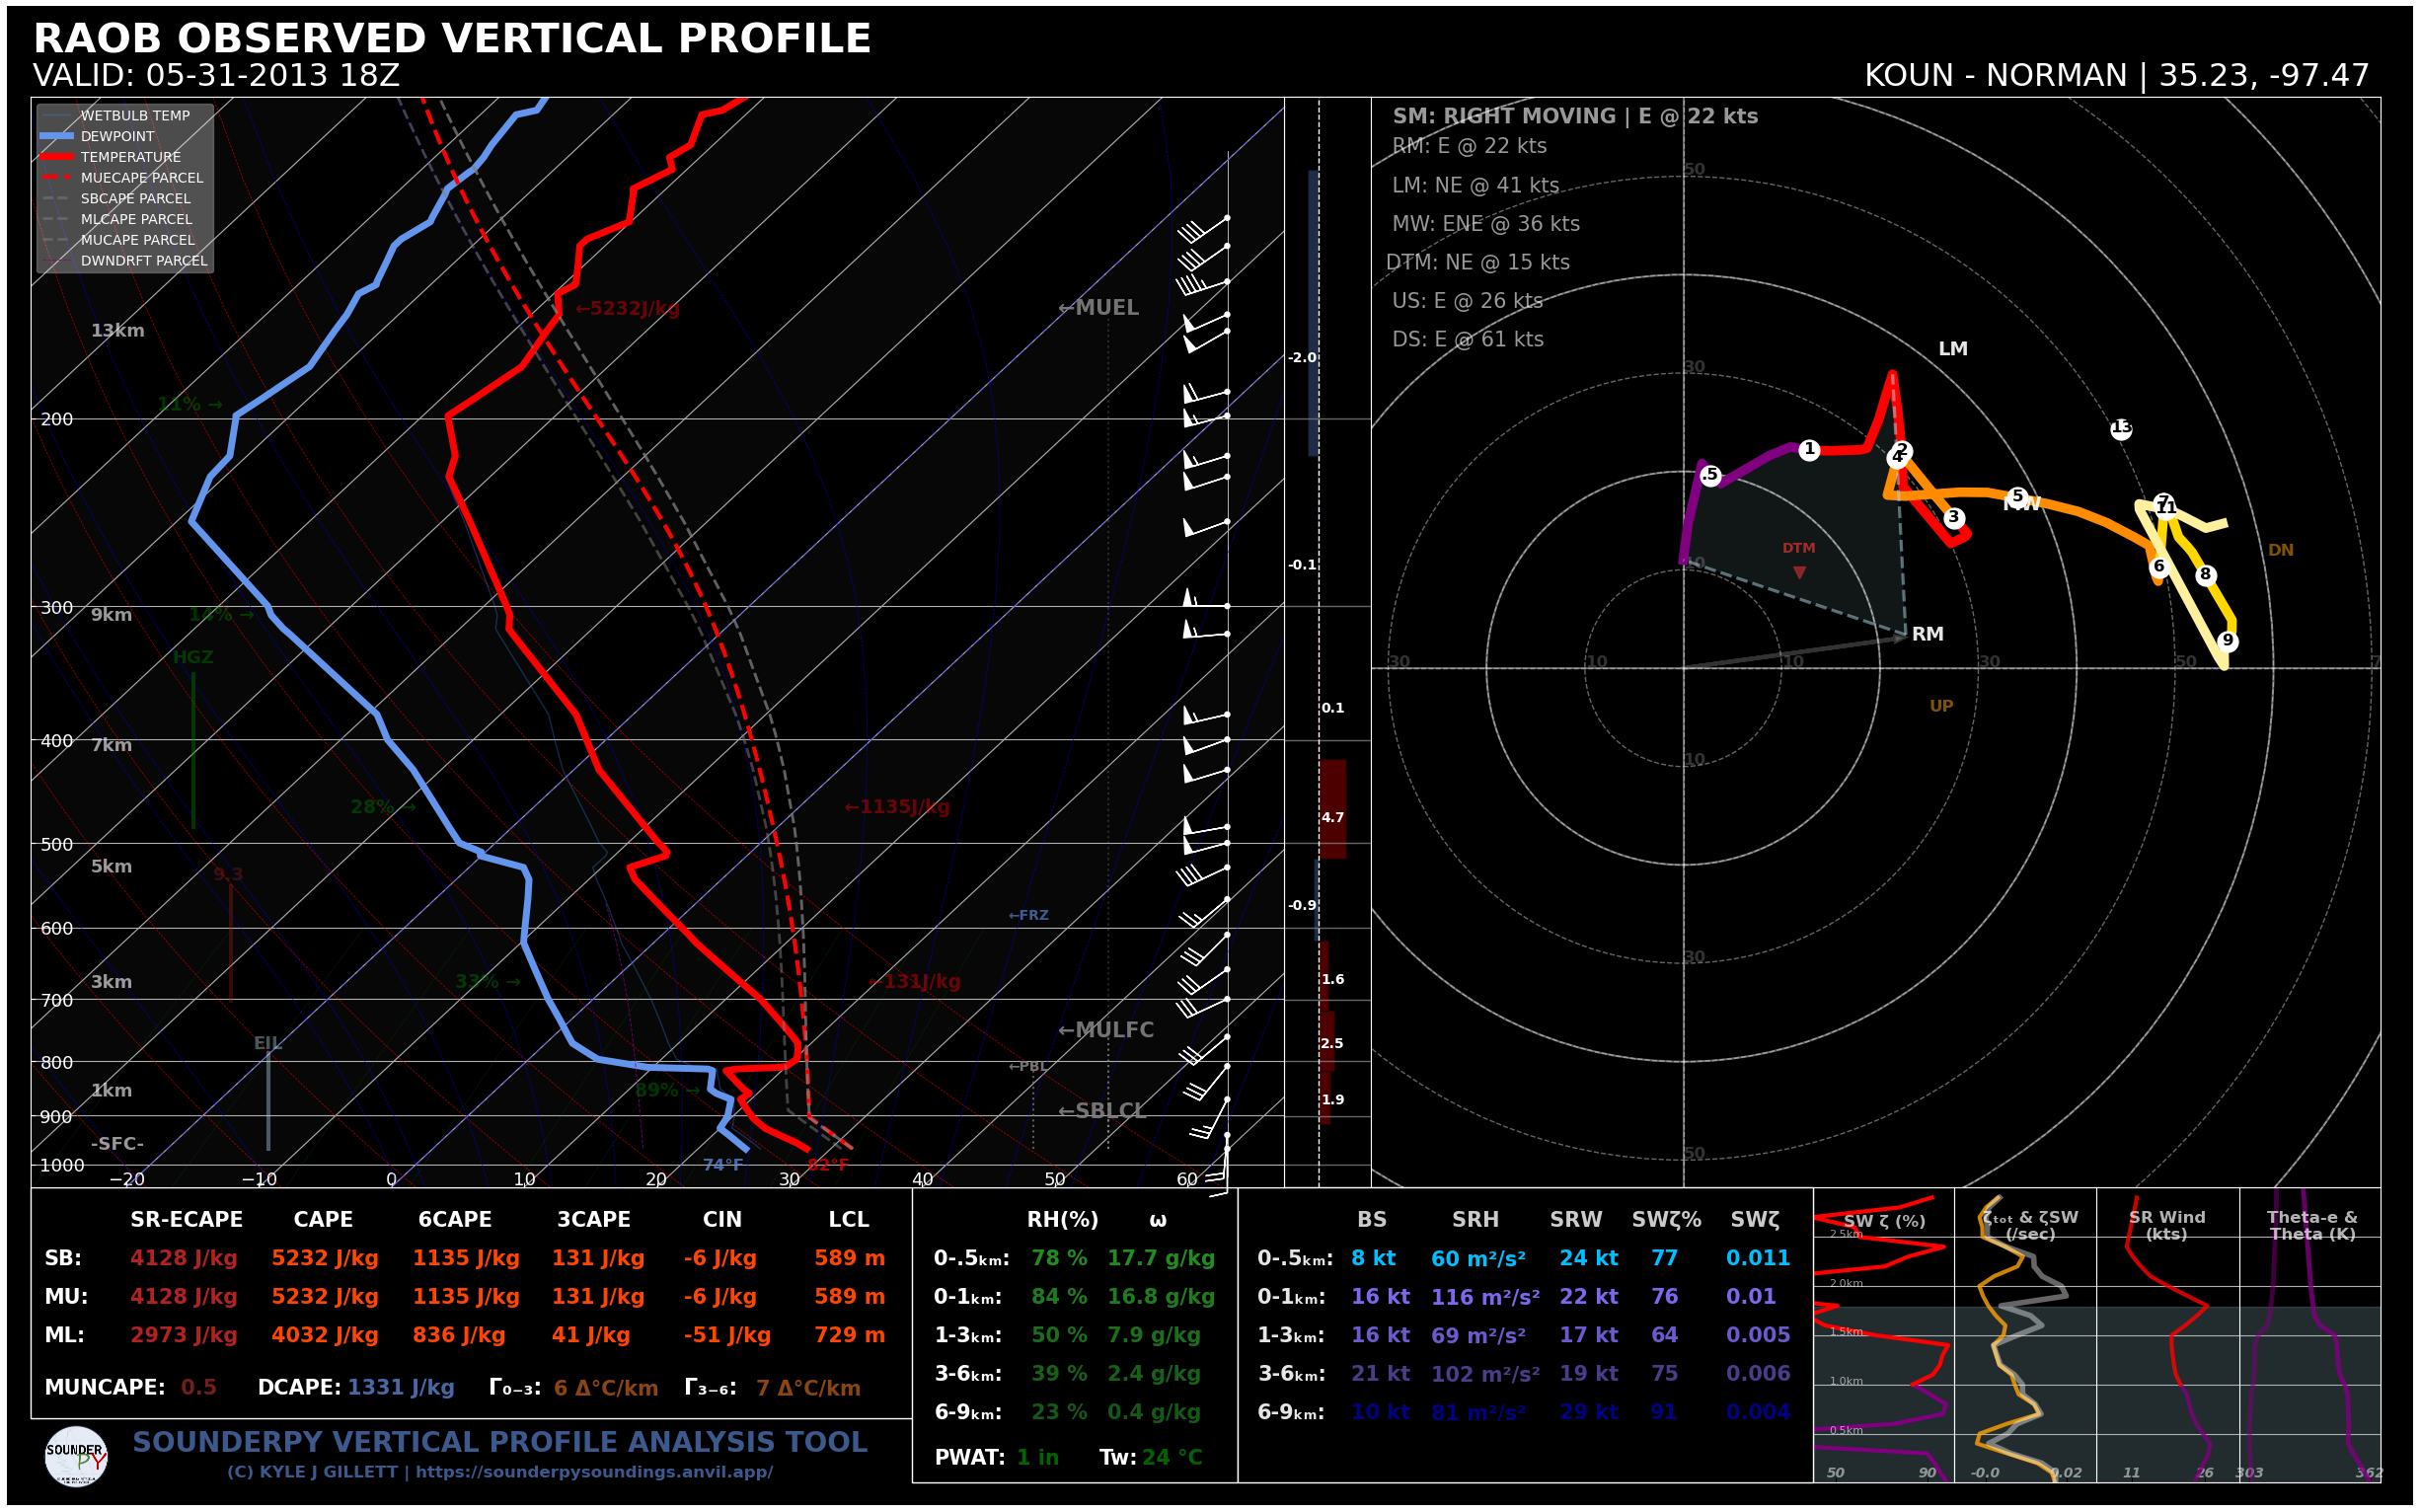 RAOB OBSERVED VERTICAL PROFILE
VALID: 05-31-2013 18Z
KOUN - NORMAN | 35.23, -97.47
WETBULB TEMP
DEWPOINT
TEMPERATURE
MUECAPE PARCEL
SBCAPE PARCEL
MLCAPE PARCEL
MUCAPE PARCEL
DWNDRFT PARCEL
13km
←5232J/kg
←MUEL
11% →
200
300
9km
14% →
HGZ
400
7km
28% →
←1135J/kg
500
5km
9.3
←FRZ
600
3km
33% →
←131J/kg
700
←MULFC
EIL
800
←PBL
1km
89% →
←SBLCL
900
-SFC-
1000
74°F
82°F
−20 −10 0 10 20 30 40 50 60
-2.0
-0.1
0.1
4.7
-0.9
1.6
2.5
1.9
SM: RIGHT MOVING | E @ 22 kts
RM: E @ 22 kts
LM: NE @ 41 kts
MW: ENE @ 36 kts
DTM: NE @ 15 kts
US: E @ 26 kts
DS: E @ 61 kts
50
30
10
LM
13
1
2
4
.5
5
MW
7
11
3
DTM
DN
6
8
9
RM
30 10 10 30 50 7
UP
10
30
50
SR-ECAPE CAPE 6CAPE 3CAPE CIN LCL
SB: 4128 J/kg 5232 J/kg 1135 J/kg 131 J/kg -6 J/kg 589 m
MU: 4128 J/kg 5232 J/kg 1135 J/kg 131 J/kg -6 J/kg 589 m
ML: 2973 J/kg 4032 J/kg 836 J/kg 41 J/kg -51 J/kg 729 m
MUNCAPE: 0.5 DCAPE: 1331 J/kg Γ₀₋₃: 6 Δ°C/km Γ₃₋₆: 7 Δ°C/km
RH(%) ω
0-.5ₖₘ: 78 % 17.7 g/kg
0-1ₖₘ: 84 % 16.8 g/kg
1-3ₖₘ: 50 % 7.9 g/kg
3-6ₖₘ: 39 % 2.4 g/kg
6-9ₖₘ: 23 % 0.4 g/kg
PWAT: 1 in Tw: 24 °C
BS SRH SRW SWζ% SWζ
0-.5ₖₘ: 8 kt 60 m²/s² 24 kt 77 0.011
0-1ₖₘ: 16 kt 116 m²/s² 22 kt 76 0.01
1-3ₖₘ: 16 kt 69 m²/s² 17 kt 64 0.005
3-6ₖₘ: 21 kt 102 m²/s² 19 kt 75 0.006
6-9ₖₘ: 10 kt 81 m²/s² 29 kt 91 0.004
SW ζ (%)
2.5km
2.0km
1.5km
1.0km
0.5km
50 90
ζₜₒₜ & ζSW
(/sec)
-0.0 0.02
SR Wind
(kts)
11 26
Theta-e &
Theta (K)
303 362
SOUNDER
PY
SOUNDERPY VERTICAL PROFILE ANALYSIS TOOL
(C) KYLE J GILLETT | https://sounderpysoundings.anvil.app/